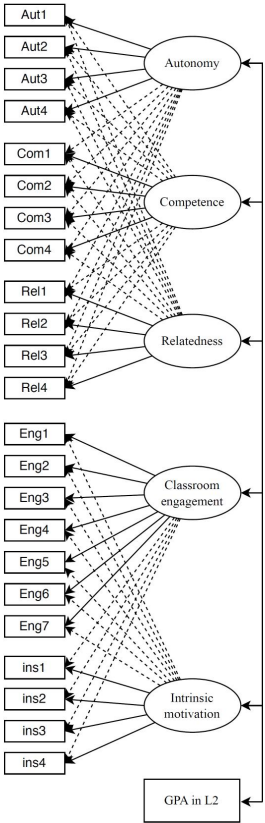 Aut1
Aut2
Aut3
Aut4
Autonomy
Com1
Com2
Com3
Com4
Competence
Rel1
Rel2
Rel3
Rel4
Relatedness
Eng1
Eng2
Eng3
Eng4
Eng5
Eng6
Eng7
Classroom
engagement
ins1
ins2
ins3
ins4
Intrinsic
motivation
GPA in L2